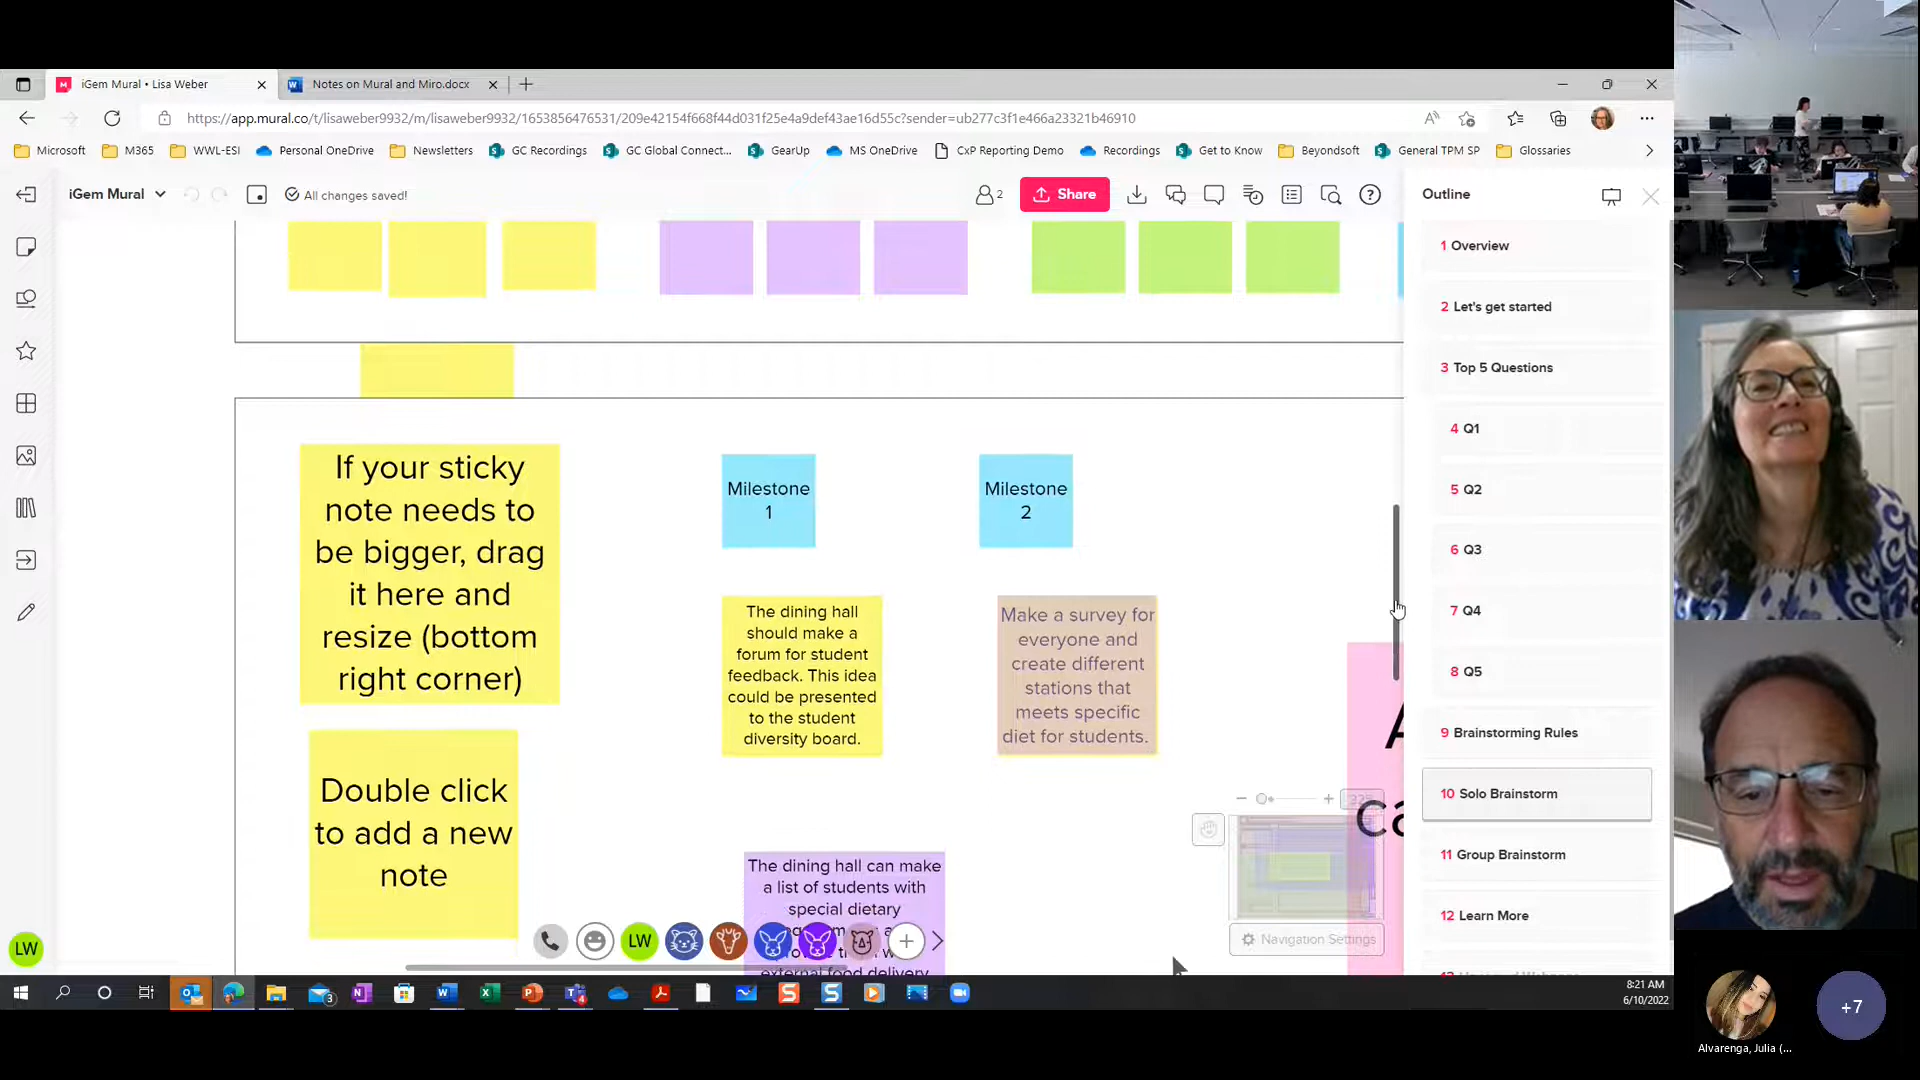 iGem Mural • Lisa Weber
Notes on Mural and Miro.docx
https://app.mural.co/t/lisaweber9932/m/lisaweber9932/1653856476531/209e42154f668f44d031f25e4a9def43ae16d55c?sender=ub277c3f1e466a23321b46910
Microsoft M365 WWL-ESI Personal OneDrive Newsletters GC Recordings GC Global Connect... GearUp MS OneDrive CxP Reporting Demo Recordings Get to Know Beyondsoft General TPM SP Glossaries
iGem Mural
All changes saved!
2
Share
Outline
1 Overview
2 Let's get started
3 Top 5 Questions
4 Q1
5 Q2
6 Q3
7 Q4
8 Q5
9 Brainstorming Rules
10 Solo Brainstorm
11 Group Brainstorm
12 Learn More
If your sticky
note needs to
be bigger, drag
it here and
resize (bottom
right corner)
Double click
to add a new
note
Milestone
1
Milestone
2
The dining hall
should make a
forum for student
feedback. This idea
could be presented
to the student
diversity board.
Make a survey for
everyone and
create different
stations that
meets specific
diet for students.
The dining hall can make
a list of students with
special dietary
external food delivery
LW
LW
Navigation Settings
3
4
8:21 AM
6/10/2022
Alvarenga, Julia (...
+7